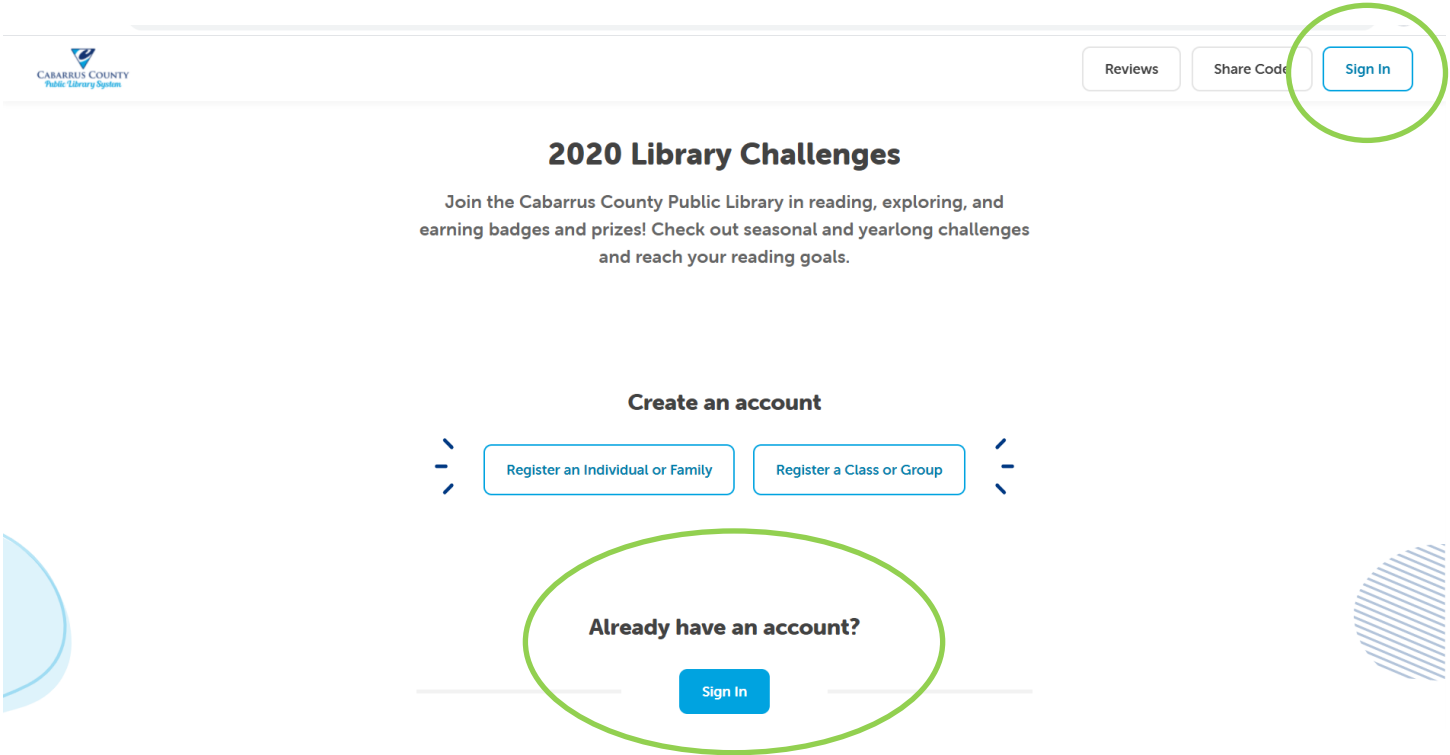 CABARRUS COUNTY
Public Library System
Reviews
Share Code
Sign In
2020 Library Challenges
Join the Cabarrus County Public Library in reading, exploring, and
earning badges and prizes! Check out seasonal and yearlong challenges
and reach your reading goals.
Create an account
Register an Individual or Family
Register a Class or Group
Already have an account?
Sign In